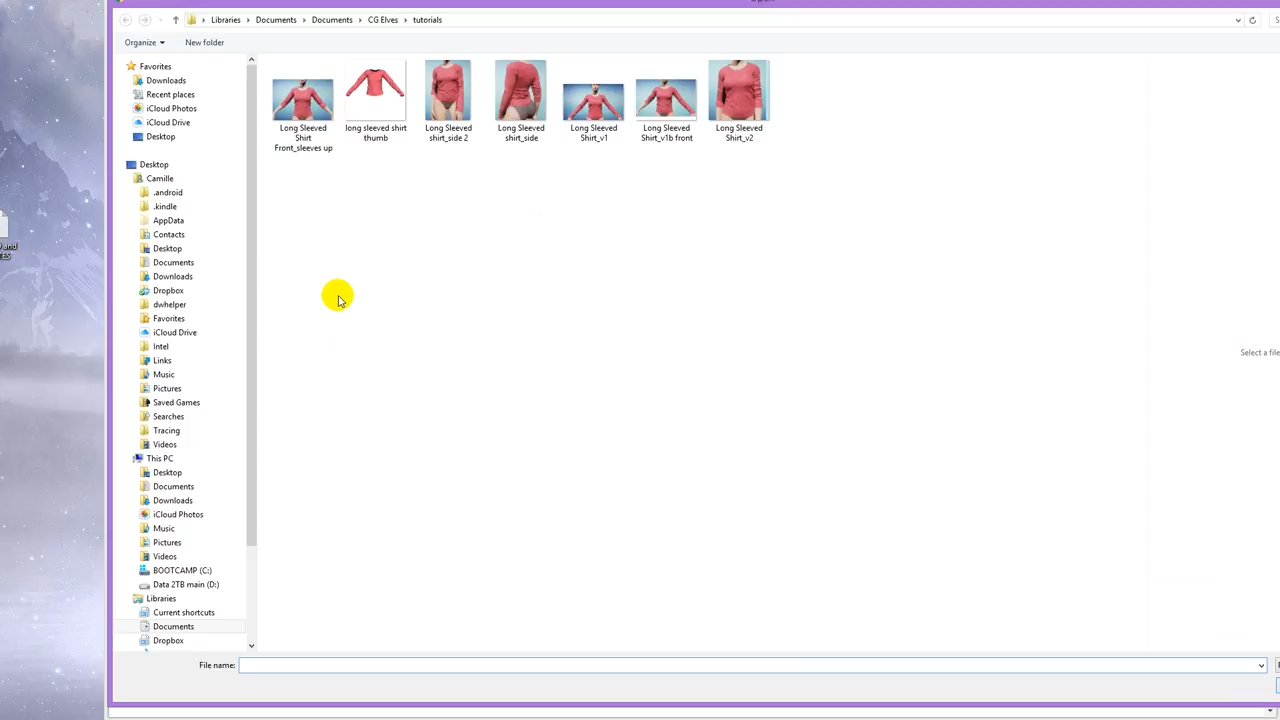 Libraries Documents Documents CG Elves tutorials
Organize New folder
Favorites
Downloads
Recent places
iCloud Photos
iCloud Drive
Desktop
Desktop
Camille
.android
.kindle
AppData
Contacts
Desktop
Documents
Downloads
Dropbox
dwhelper
Favorites
iCloud Drive
Intel
Links
Music
Pictures
Saved Games
Searches
Tracing
Videos
This PC
Desktop
Documents
Downloads
iCloud Photos
Music
Pictures
Videos
BOOTCAMP (C:)
Data 2TB main (D:)
Libraries
Current shortcuts
Documents
Dropbox
Long Sleeved
Shirt
Front_sleeves up
long sleeved shirt
thumb
Long Sleeved
shirt_side 2
Long Sleeved
shirt_side
Long Sleeved
Shirt_v1
Long Sleeved
Shirt_v1b front
Long Sleeved
Shirt_v2
Select a file
File name:
and
ES